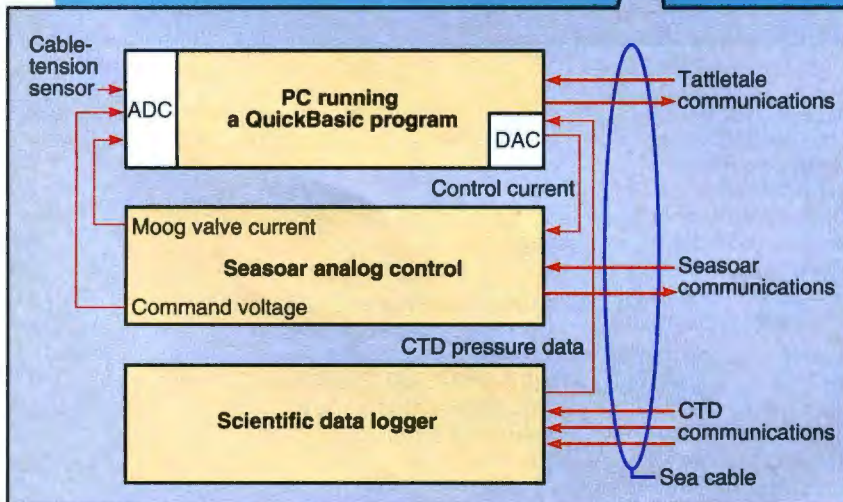 Cable-
tension
sensor
ADC
PC running
a QuickBasic program
DAC
Tattletale
communications
Control current
Moog valve current
Seasoar analog control
Command voltage
Seasoar
communications
CTD pressure data
Scientific data logger
CTD
communications
Sea cable